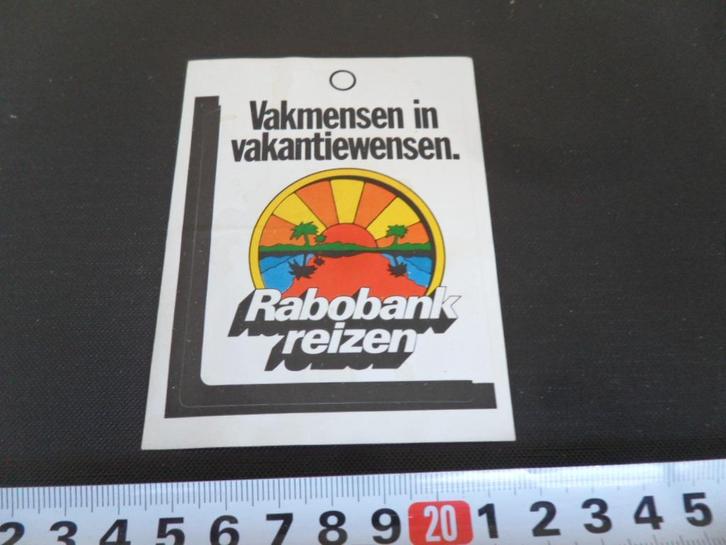 Vakmensen in
vakantiewensen.
Rabobank
reizen
2 3 4 5 6 7 8 9 20 1 2 3 4 5